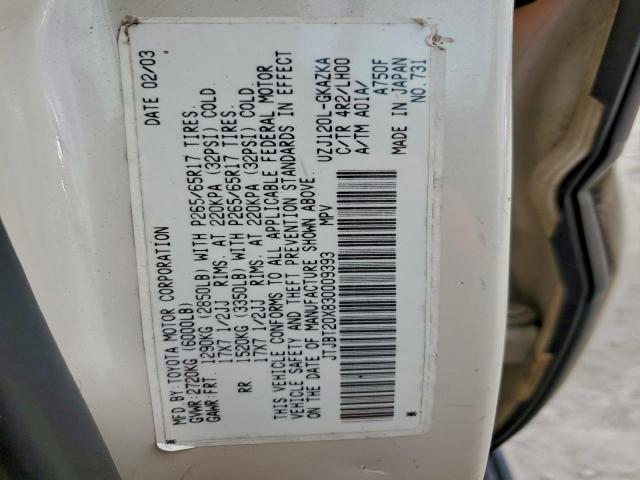 MFD. BY: TOYOTA MOTOR CORPORATION DATE 02/03
GVWR: 2720KG (6000LB)
GAWR: FRT. 1290KG (2850LB) WITH P265/65R17 TIRES.
17X7 1/2JJ RIMS. AT 220KPA (32PSI) COLD.
RR. 1520KG (3350LB) WITH P265/65R17 TIRES.
17X7 1/2JJ RIMS. AT 220KPA (32PSI) COLD.
THIS VEHICLE CONFORMS TO ALL APPLICABLE FEDERAL MOTOR
VEHICLE SAFETY AND THEFT PREVENTION STANDARDS IN EFFECT
ON THE DATE OF MANUFACTURE SHOWN ABOVE.
JTJBT20X830009393 MPV
* *
UZJ120L-GKAZKA
C/TR 4R2/LH00
A/TM A01A/
A750F
MADE IN JAPAN
NO. 731